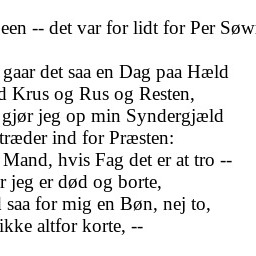 een -- det var for lidt for Per Søw
gaar det saa en Dag paa Hæld
d Krus og Rus og Resten,
gjør jeg op min Syndergjæld
træder ind for Præsten:
Mand, hvis Fag det er at tro --
r jeg er død og borte,
saa for mig en Bøn, nej to,
ikke altfor korte, --